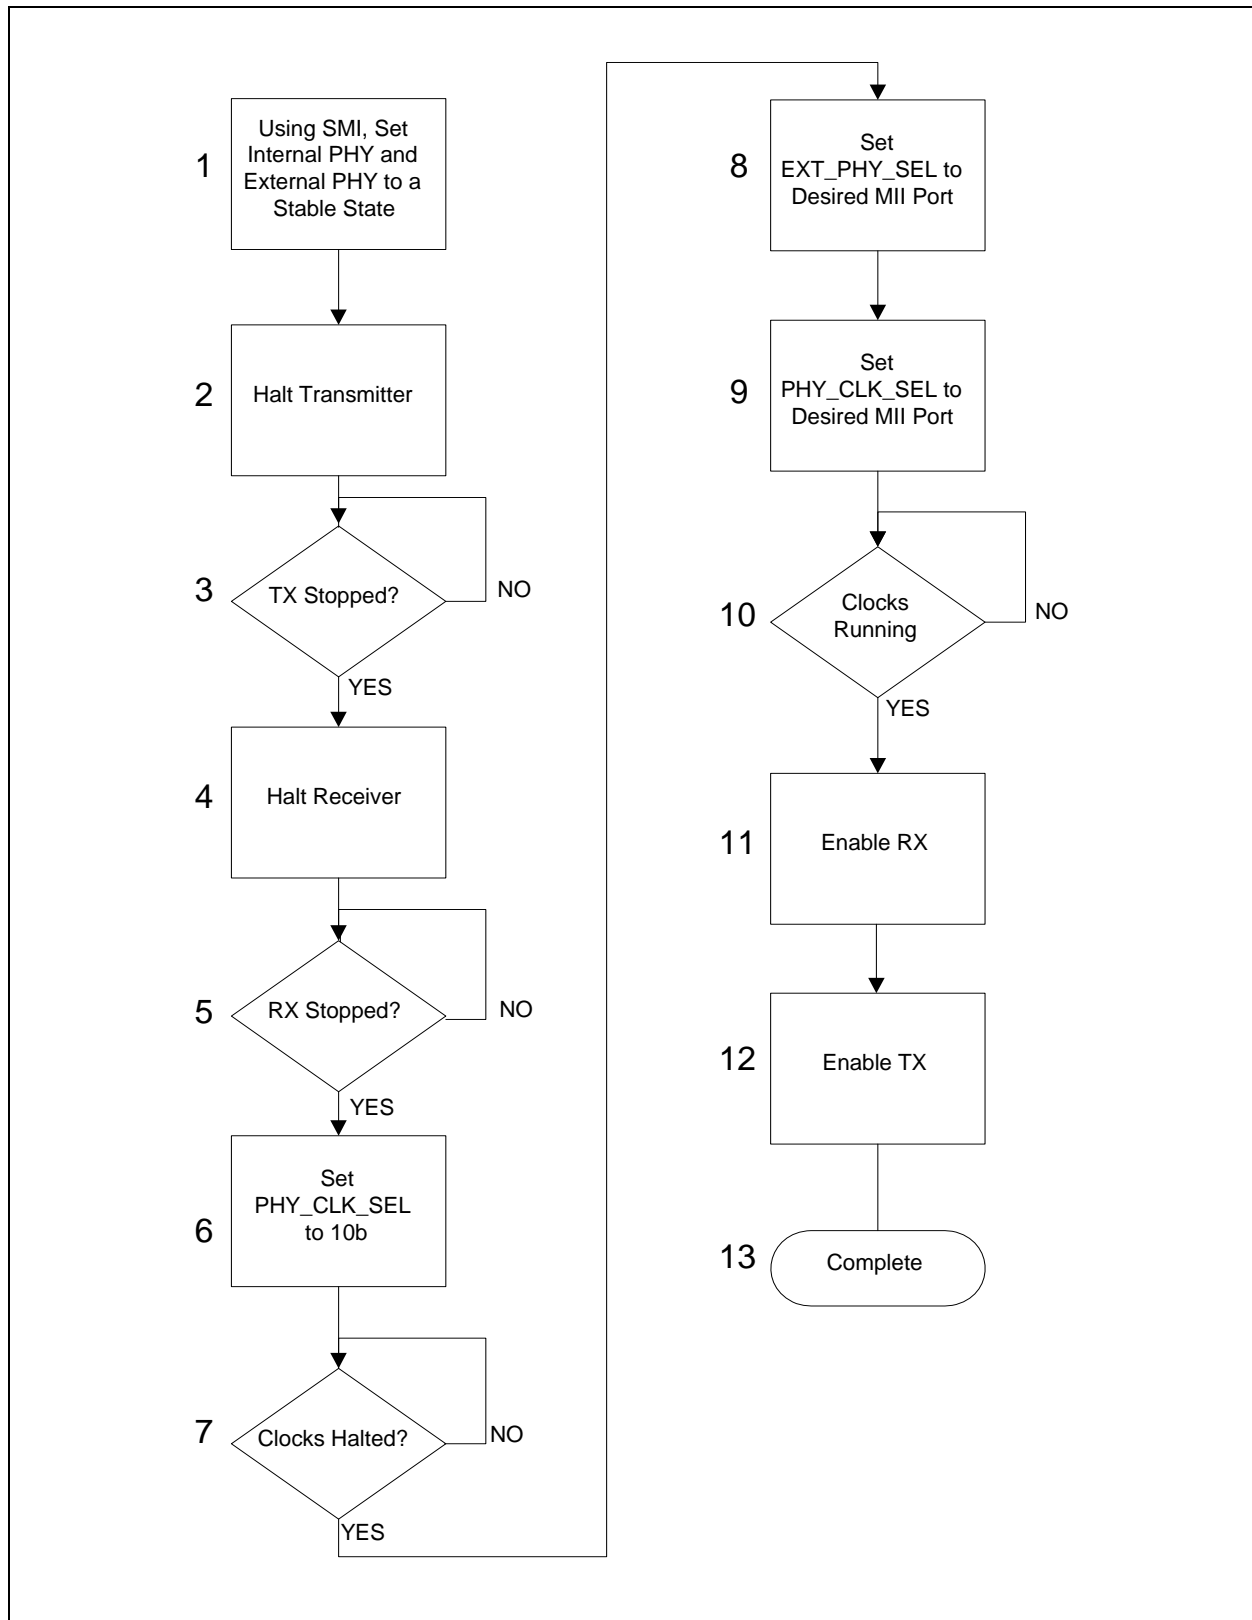 1
Using SMI, Set
Internal PHY and
External PHY to a
Stable State
2
Halt Transmitter
3
TX Stopped?
NO
YES
4
Halt Receiver
5
RX Stopped?
NO
YES
6
Set
PHY_CLK_SEL
to 10b
7
Clocks Halted?
NO
YES
8
Set
EXT_PHY_SEL to
Desired MII Port
9
Set
PHY_CLK_SEL to
Desired MII Port
10
Clocks
Running
NO
YES
11
Enable RX
12
Enable TX
13
Complete